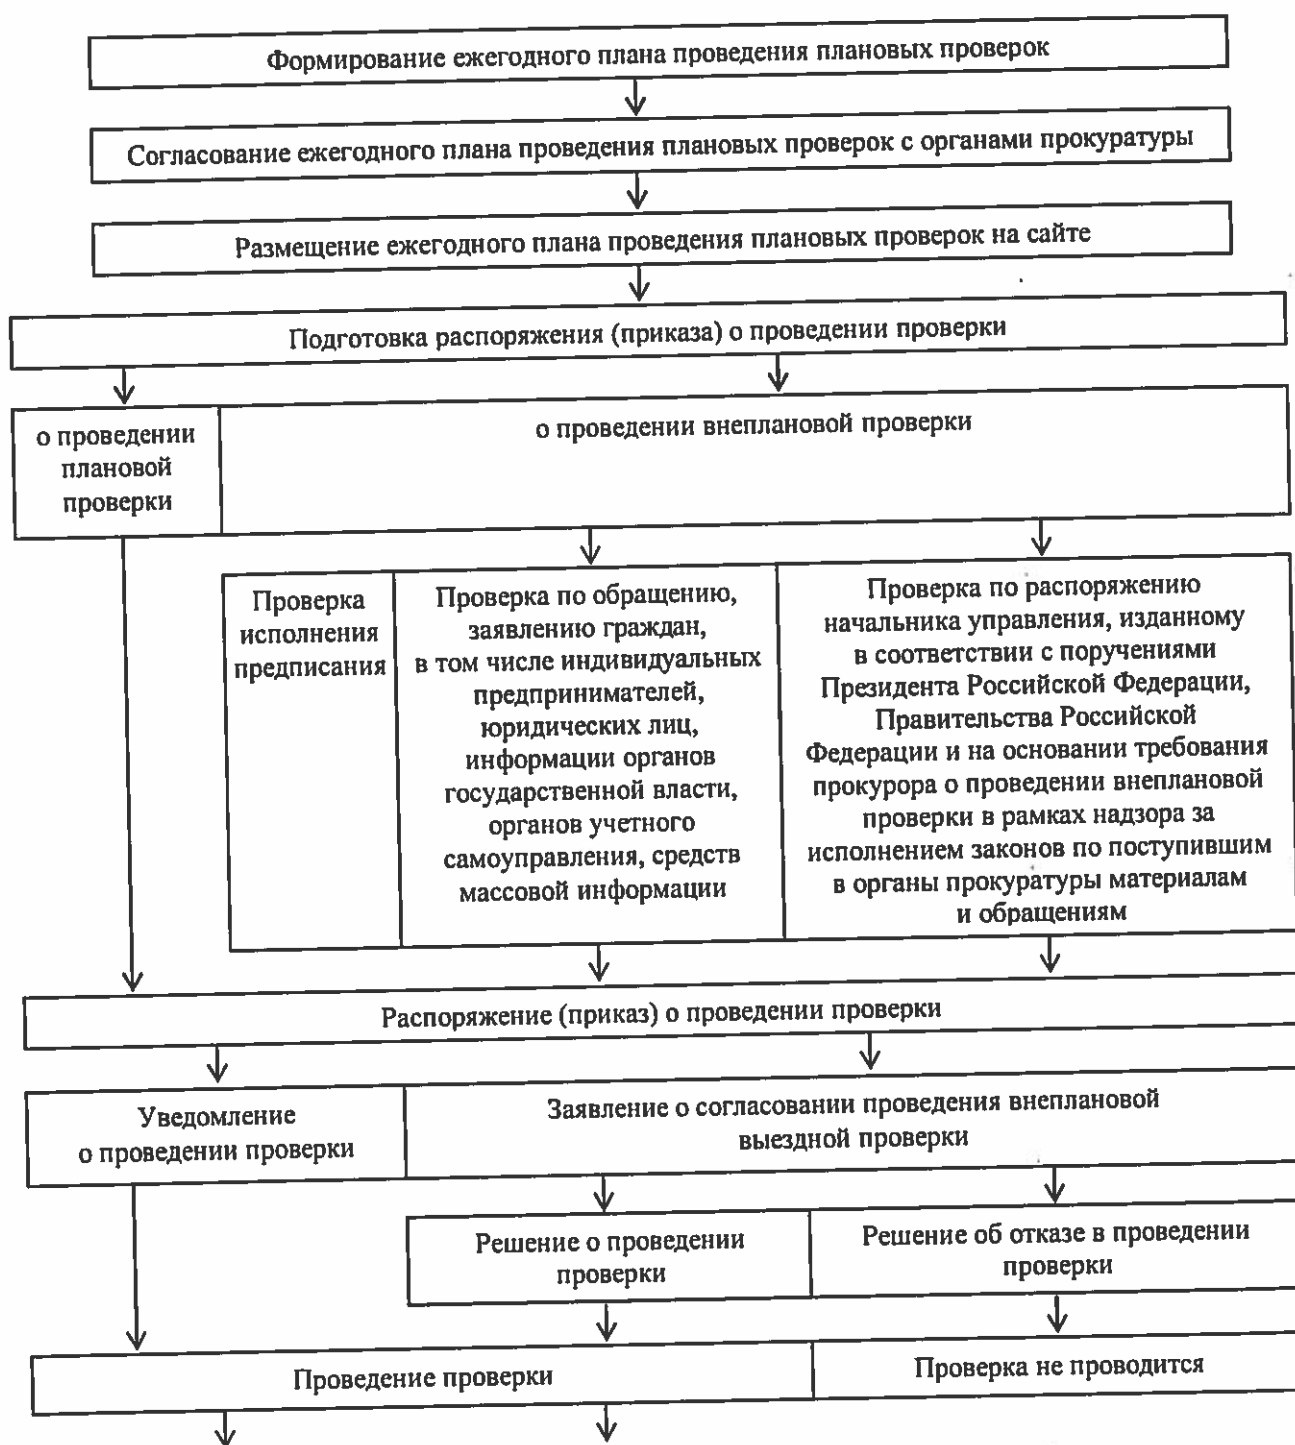 Формирование ежегодного плана проведения плановых проверок
Согласование ежегодного плана проведения плановых проверок с органами прокуратуры
Размещение ежегодного плана проведения плановых проверок на сайте
Подготовка распоряжения (приказа) о проведении проверки
о проведении
плановой
проверки
о проведении внеплановой проверки
Проверка
исполнения
предписания
Проверка по обращению,
заявлению граждан,
в том числе индивидуальных
предпринимателей,
юридических лиц,
информации органов
государственной власти,
органов учетного
самоуправления, средств
массовой информации
Проверка по распоряжению
начальника управления, изданному
в соответствии с поручениями
Президента Российской Федерации,
Правительства Российской
Федерации и на основании требования
прокурора о проведении внеплановой
проверки в рамках надзора за
исполнением законов по поступившим
в органы прокуратуры материалам
и обращениям
Распоряжение (приказ) о проведении проверки
Уведомление
о проведении проверки
Заявление о согласовании проведения внеплановой
выездной проверки
Решение о проведении
проверки
Решение об отказе в проведении
проверки
Проведение проверки
Проверка не проводится